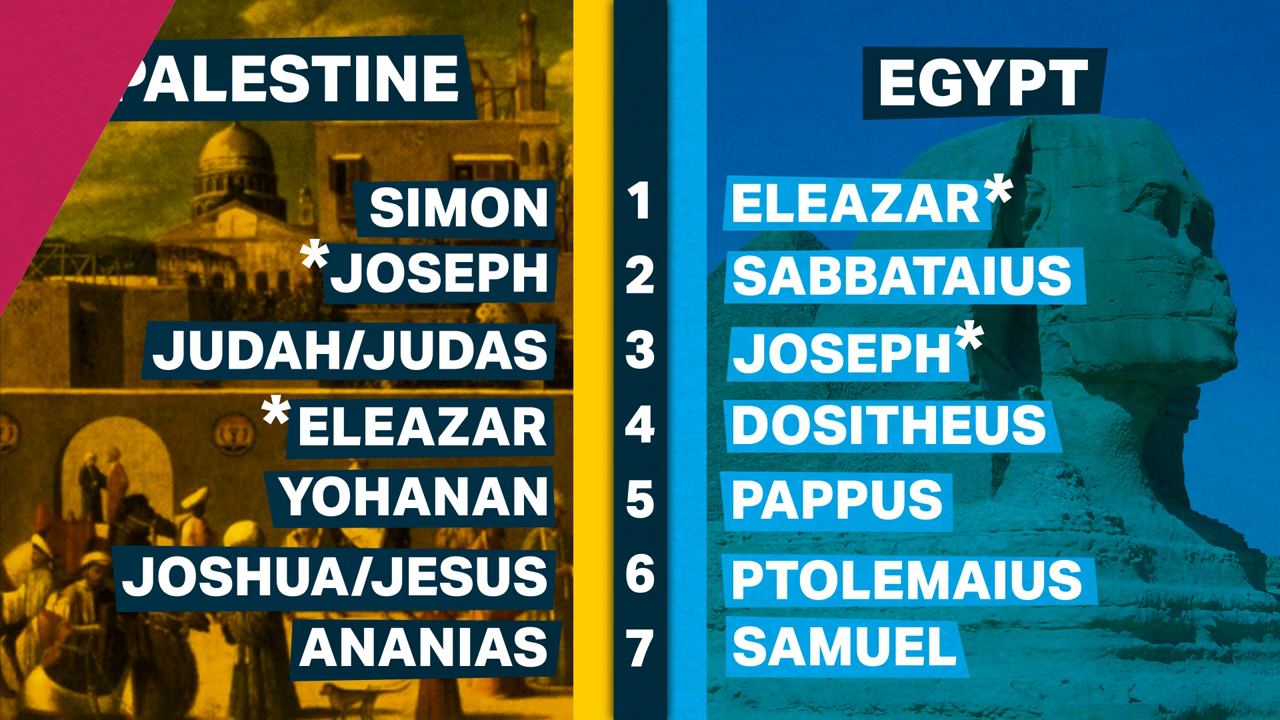 PALESTINE
EGYPT
SIMON 1 ELEAZAR*
*JOSEPH 2 SABBATAIUS
JUDAH/JUDAS 3 JOSEPH*
*ELEAZAR 4 DOSITHEUS
YOHANAN 5 PAPPUS
JOSHUA/JESUS 6 PTOLEMAIUS
ANANIAS 7 SAMUEL